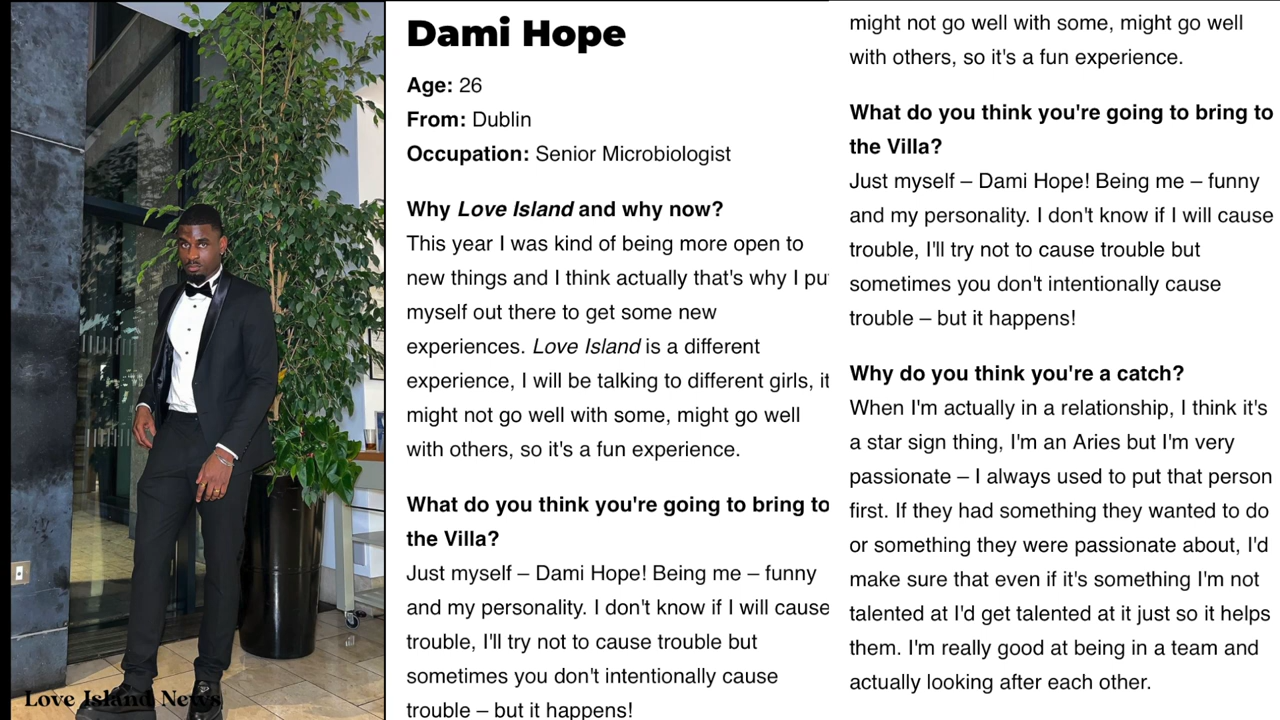 Dami Hope
Age: 26
From: Dublin
Occupation: Senior Microbiologist
Why Love Island and why now?
This year I was kind of being more open to
new things and I think actually that's why I put
myself out there to get some new
experiences. Love Island is a different
experience, I will be talking to different girls, it
might not go well with some, might go well
with others, so it's a fun experience.
What do you think you're going to bring to
the Villa?
Just myself – Dami Hope! Being me – funny
and my personality. I don't know if I will cause
trouble, I'll try not to cause trouble but
sometimes you don't intentionally cause
trouble – but it happens!
might not go well with some, might go well
with others, so it's a fun experience.
What do you think you're going to bring to
the Villa?
Just myself – Dami Hope! Being me – funny
and my personality. I don't know if I will cause
trouble, I'll try not to cause trouble but
sometimes you don't intentionally cause
trouble – but it happens!
Why do you think you're a catch?
When I'm actually in a relationship, I think it's
a star sign thing, I'm an Aries but I'm very
passionate – I always used to put that person
first. If they had something they wanted to do
or something they were passionate about, I'd
make sure that even if it's something I'm not
talented at I'd get talented at it just so it helps
them. I'm really good at being in a team and
actually looking after each other.
Love Island News